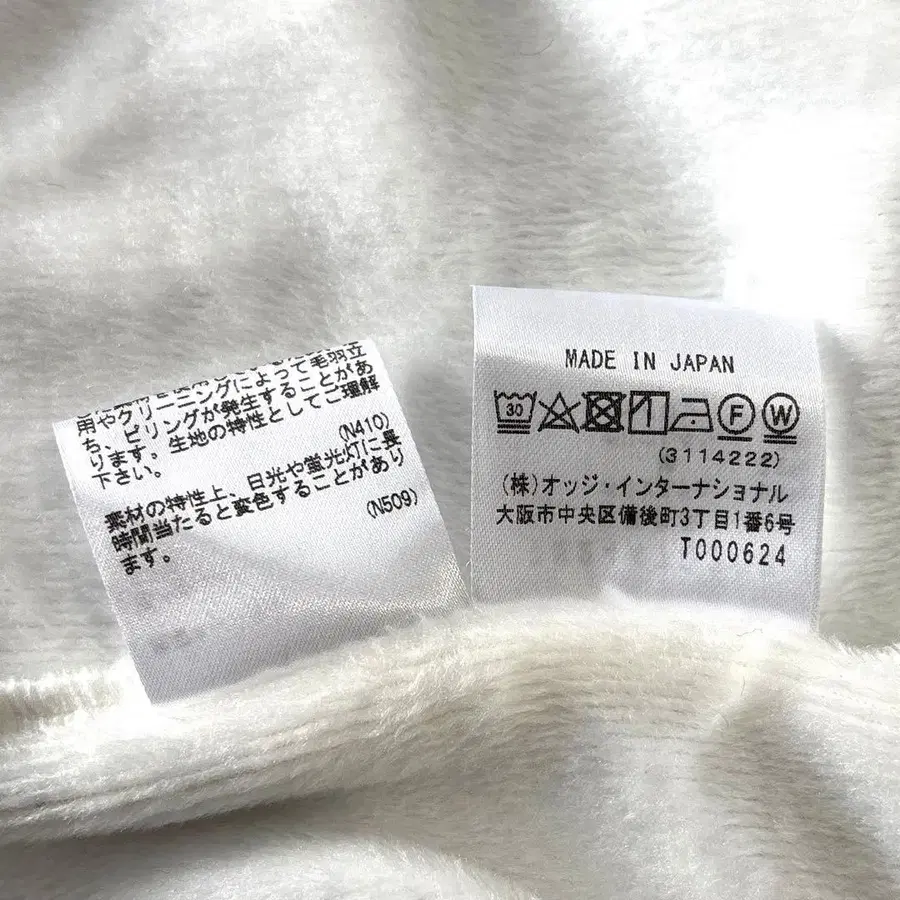 用やクリーニングによって毛羽立
ち、ピリングが発生することがあ
ります。生地の特性としてご理解
下さい。
(N410)
素材の特性上、日光や蛍光灯に長
時間当たると変色することがあり
ます。
(N509)
MADE IN JAPAN
30
F
W
(3114222)
(株)オッジ・インターナショナル
大阪市中央区備後町3丁目1番6号
T000624